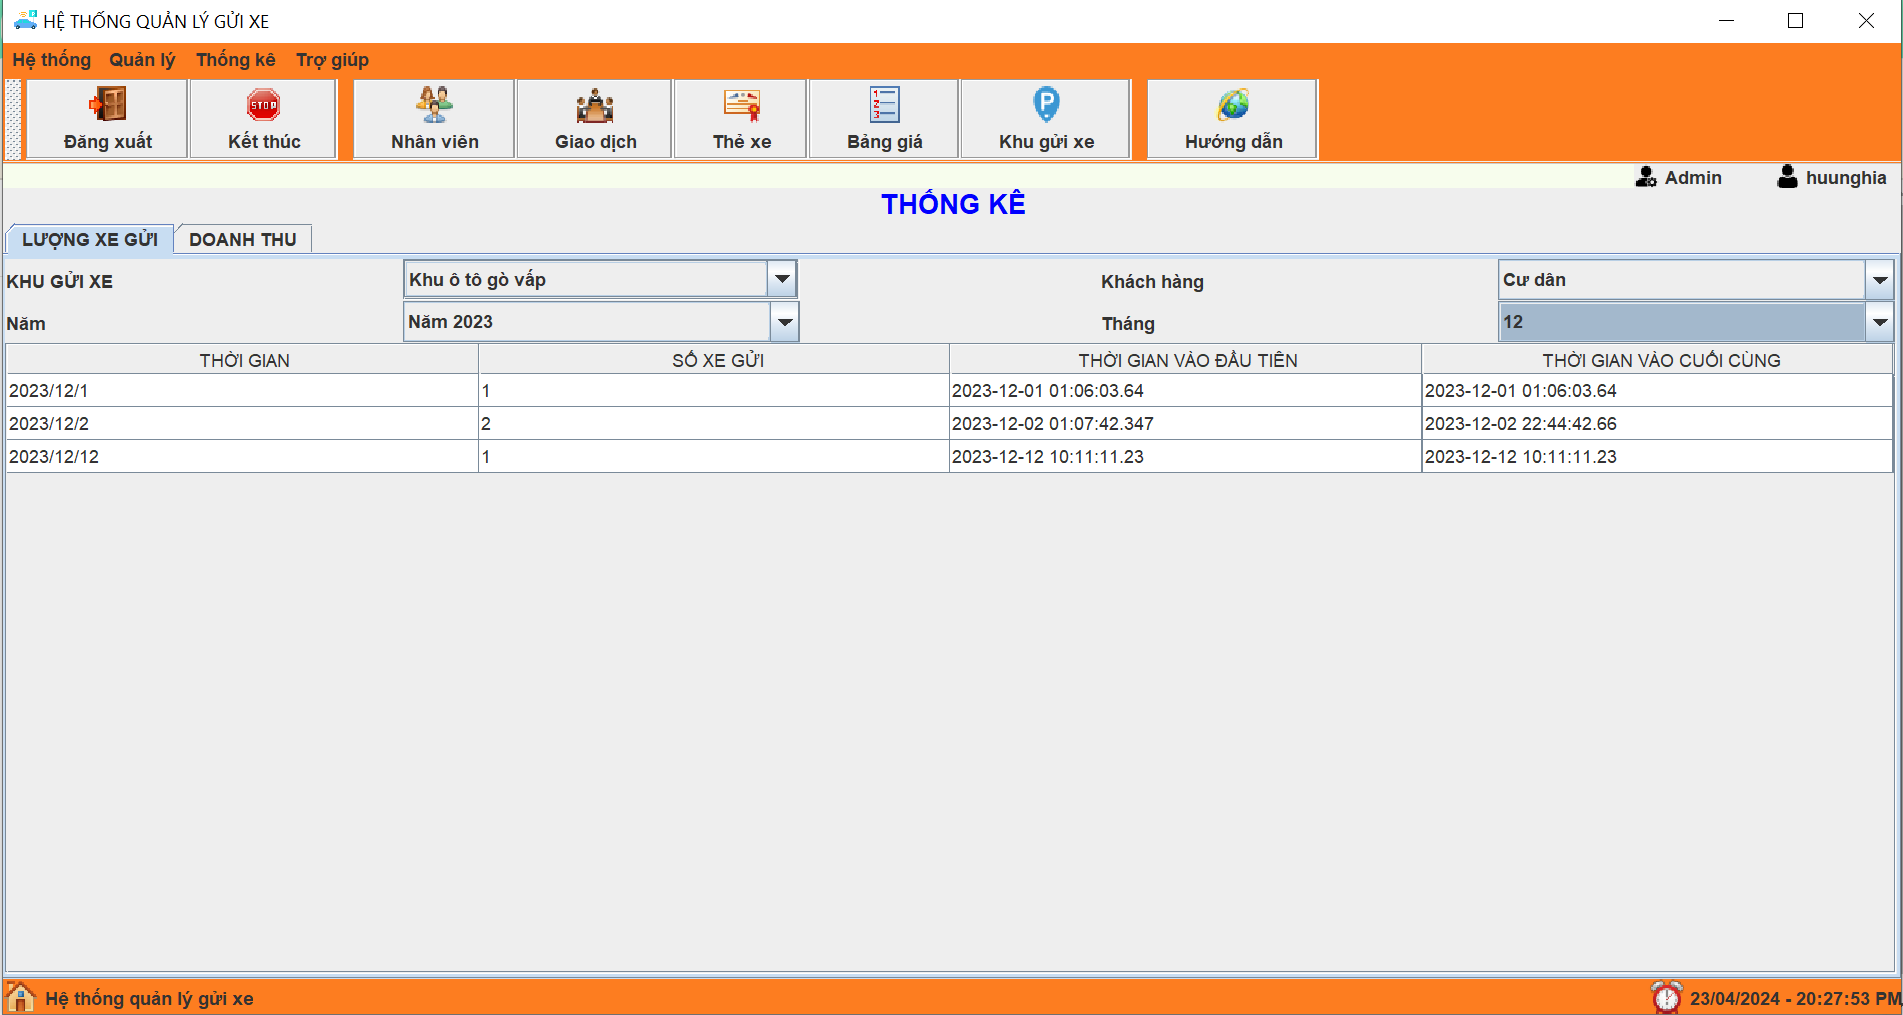 HỆ THỐNG QUẢN LÝ GỬI XE
Hệ thống Quản lý Thống kê Trợ giúp
STOP 1 2 3 P
Đăng xuất Kết thúc Nhân viên Giao dịch Thẻ xe Bảng giá Khu gửi xe Hướng dẫn
Admin huunghia
THỐNG KÊ
LƯỢNG XE GỬI DOANH THU
KHU GỬI XE Khu ô tô gò vấp Khách hàng Cư dân
Năm Năm 2023 Tháng 12
THỜI GIAN SỐ XE GỬI THỜI GIAN VÀO ĐẦU TIÊN THỜI GIAN VÀO CUỐI CÙNG
2023/12/1 1 2023-12-01 01:06:03.64 2023-12-01 01:06:03.64
2023/12/2 2 2023-12-02 01:07:42.347 2023-12-02 22:44:42.66
2023/12/12 1 2023-12-12 10:11:11.23 2023-12-12 10:11:11.23
Hệ thống quản lý gửi xe 23/04/2024 - 20:27:53 PM